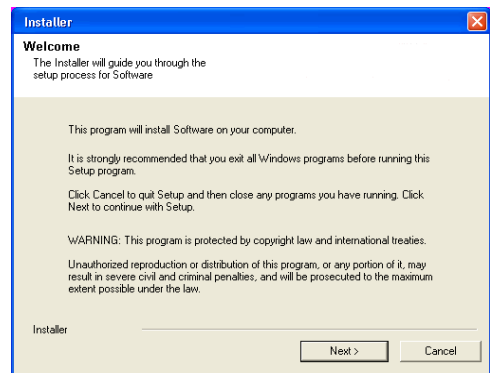 Installer
Welcome
The Installer will guide you through the
setup process for Software
This program will install Software on your computer.
It is strongly recommended that you exit all Windows programs before running this
Setup program.
Click Cancel to quit Setup and then close any programs you have running. Click
Next to continue with Setup.
WARNING: This program is protected by copyright law and international treaties.
Unauthorized reproduction or distribution of this program, or any portion of it, may
result in severe civil and criminal penalties, and will be prosecuted to the maximum
extent possible under the law.
Installer
Next >
Cancel